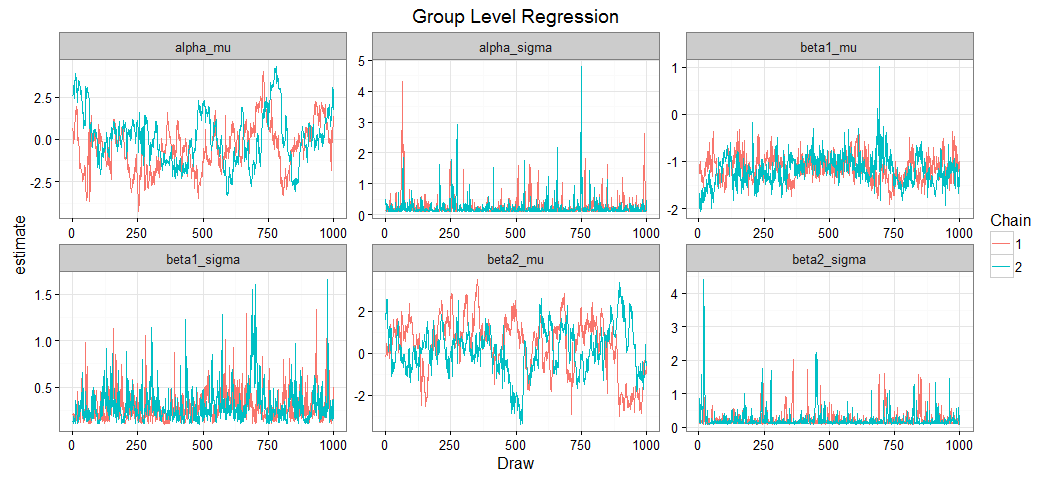 Group Level Regression
alpha_mu
alpha_sigma
beta1_mu
2.5
0.0
-2.5
5
4
3
2
1
0
1
0
-1
-2
0 250 500 750 1000
0 250 500 750 1000
0 250 500 750 1000
estimate
beta1_sigma
beta2_mu
beta2_sigma
1.5
1.0
0.5
2
0
-2
4
3
2
1
0
0 250 500 750 1000
0 250 500 750 1000
0 250 500 750 1000
Draw
Chain
1
2